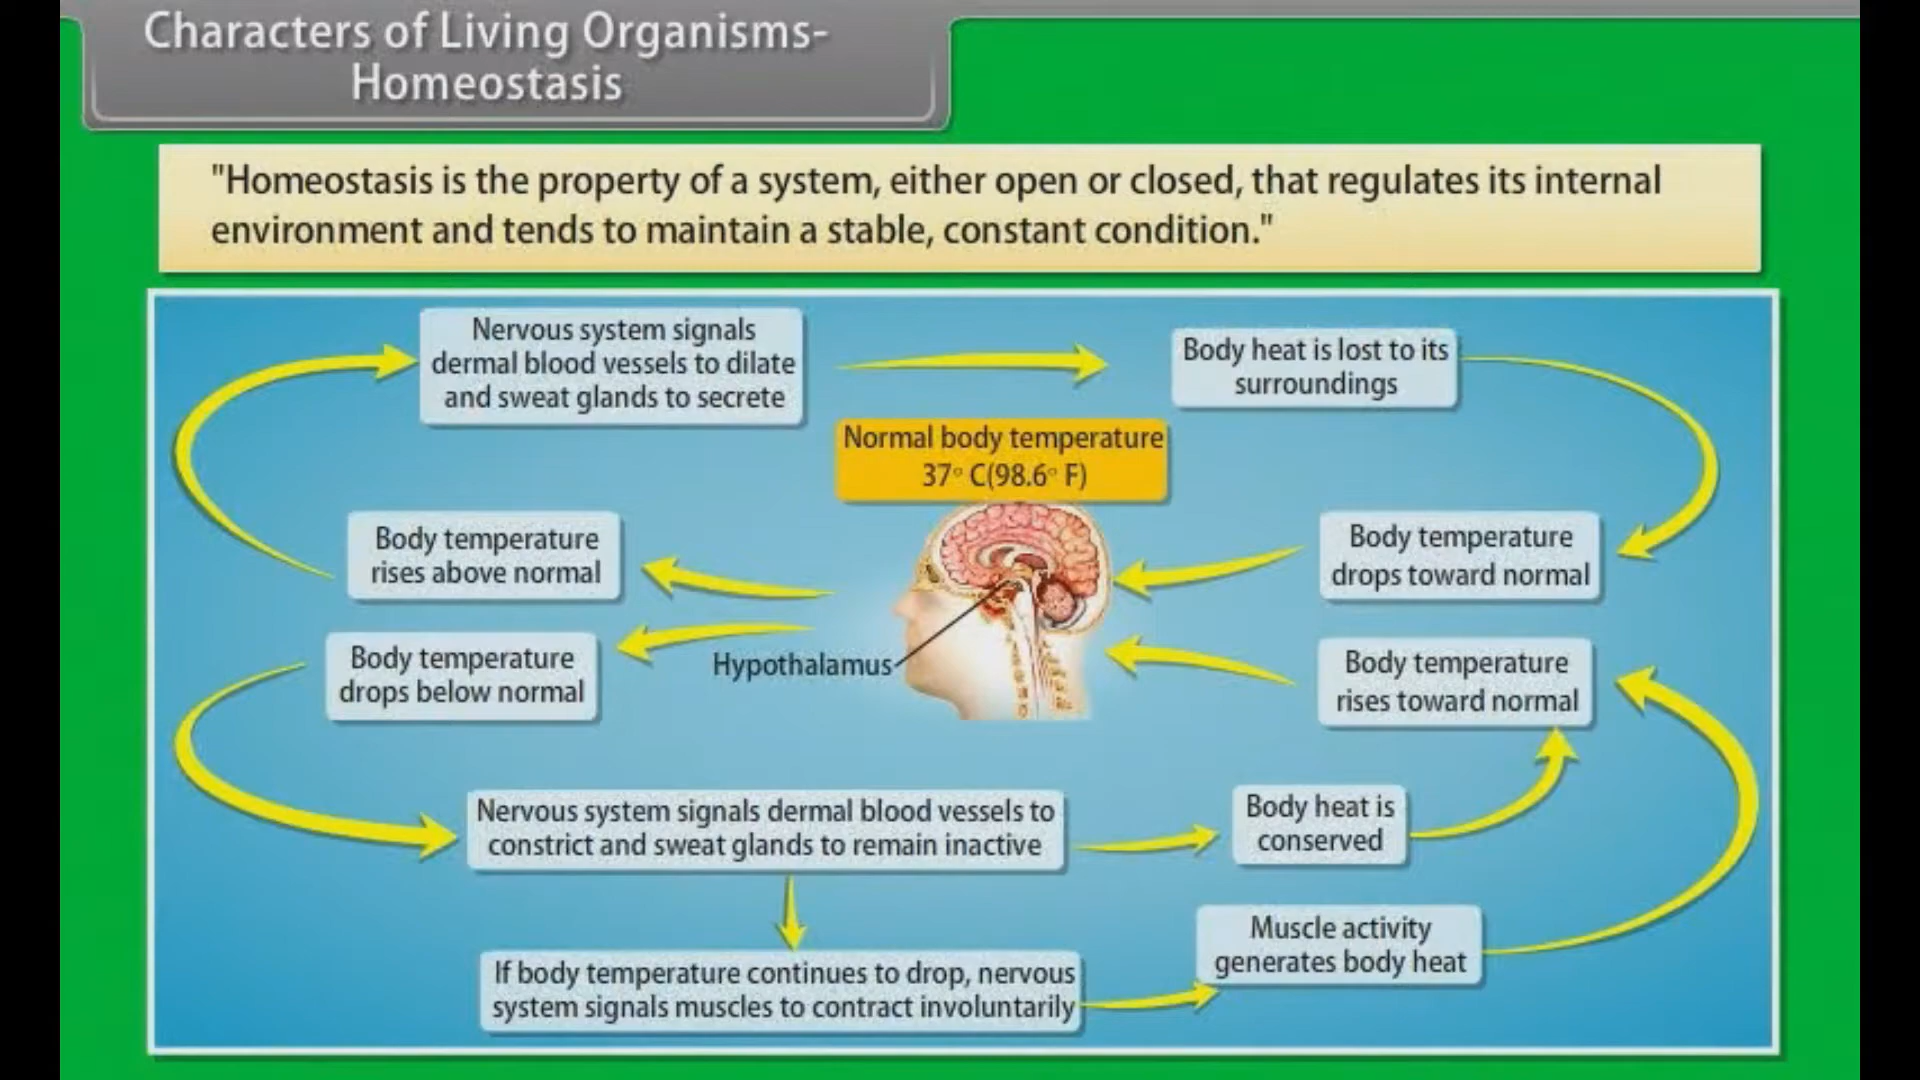 Characters of Living Organisms-
Homeostasis
"Homeostasis is the property of a system, either open or closed, that regulates its internal
environment and tends to maintain a stable, constant condition."
Nervous system signals
dermal blood vessels to dilate
and sweat glands to secrete
Body heat is lost to its
surroundings
Normal body temperature
37° C(98.6° F)
Body temperature
rises above normal
Body temperature
drops toward normal
Body temperature
drops below normal
Hypothalamus
Body temperature
rises toward normal
Nervous system signals dermal blood vessels to
constrict and sweat glands to remain inactive
Body heat is
conserved
Muscle activity
generates body heat
If body temperature continues to drop, nervous
system signals muscles to contract involuntarily